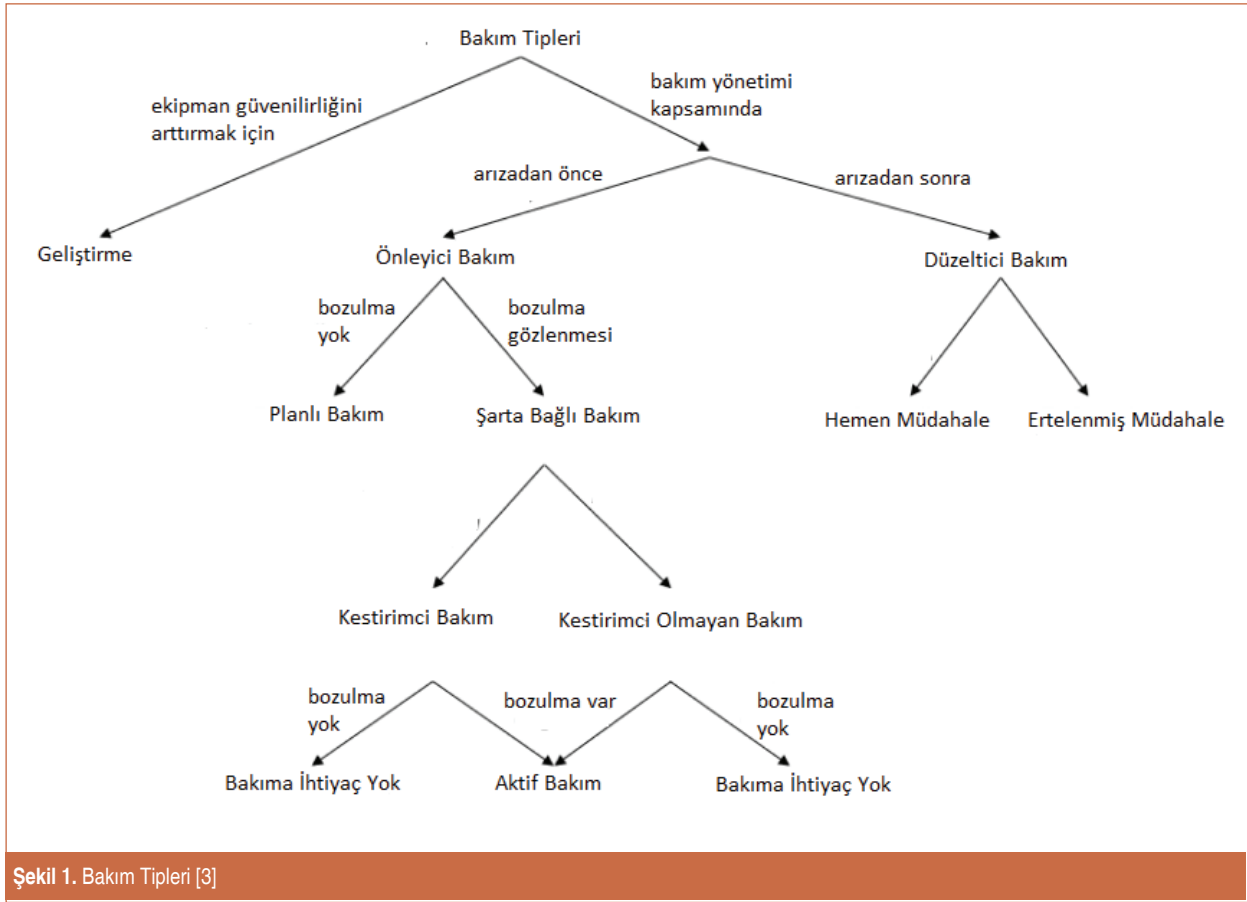 Bakım Tipleri
ekipman güvenilirliğini
arttırmak için
bakım yönetimi
kapsamında
arızadan önce
arızadan sonra
Geliştirme
Önleyici Bakım
Düzeltici Bakım
bozulma
yok
bozulma
gözlenmesi
Planlı Bakım
Şarta Bağlı Bakım
Hemen Müdahale
Ertelenmiş Müdahale
Kestirimci Bakım
Kestirimci Olmayan Bakım
bozulma
yok
bozulma var
bozulma
yok
Bakıma İhtiyaç Yok
Aktif Bakım
Bakıma İhtiyaç Yok
Şekil 1. Bakım Tipleri [3]